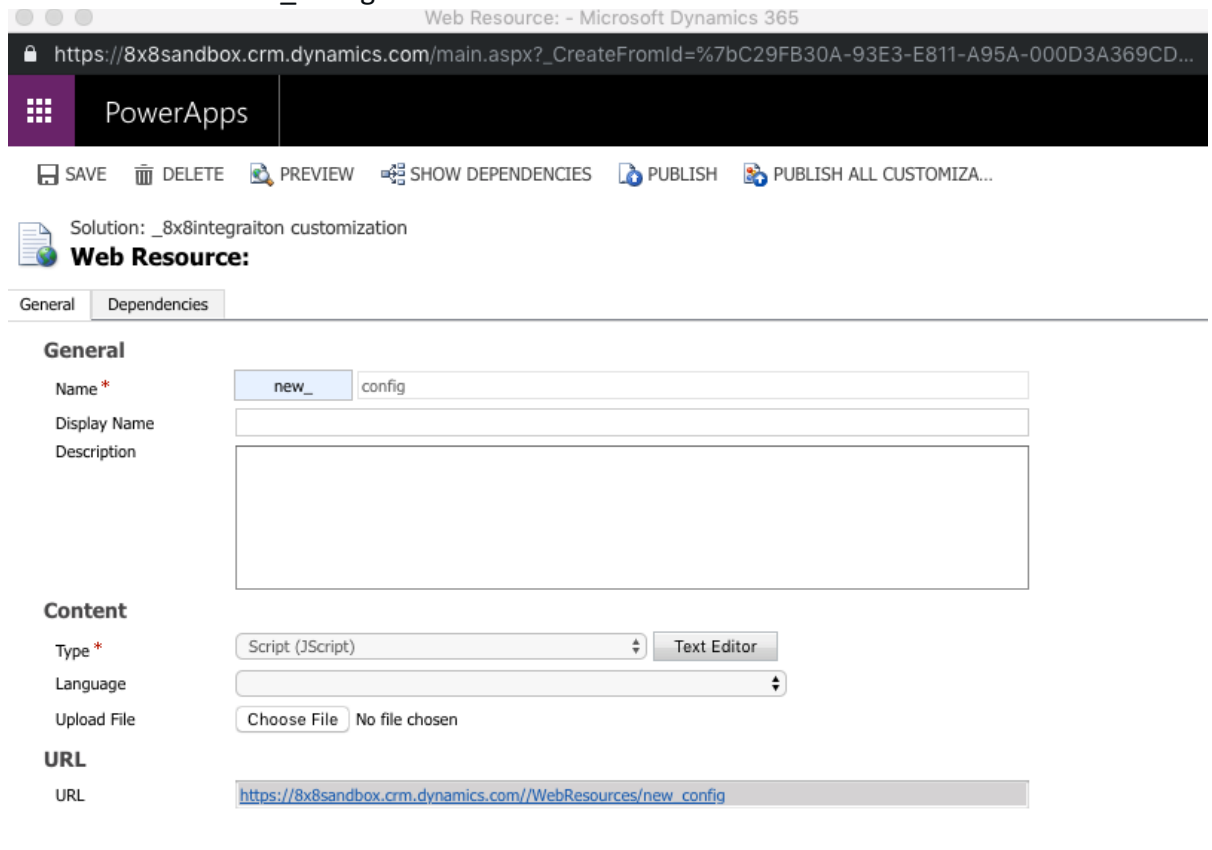 Web Resource: - Microsoft Dynamics 365
https://8x8sandbox.crm.dynamics.com/main.aspx?_CreateFromId=%7bC29FB30A-93E3-E811-A95A-000D3A369CD...
PowerApps
SAVE DELETE PREVIEW SHOW DEPENDENCIES PUBLISH PUBLISH ALL CUSTOMIZA...
Solution: _8x8integraiton customization
Web Resource:
General Dependencies
General
Name * new_ config
Display Name
Description
Content
Type * Script (JScript) Text Editor
Language
Upload File Choose File No file chosen
URL
URL https://8x8sandbox.crm.dynamics.com//WebResources/new_config